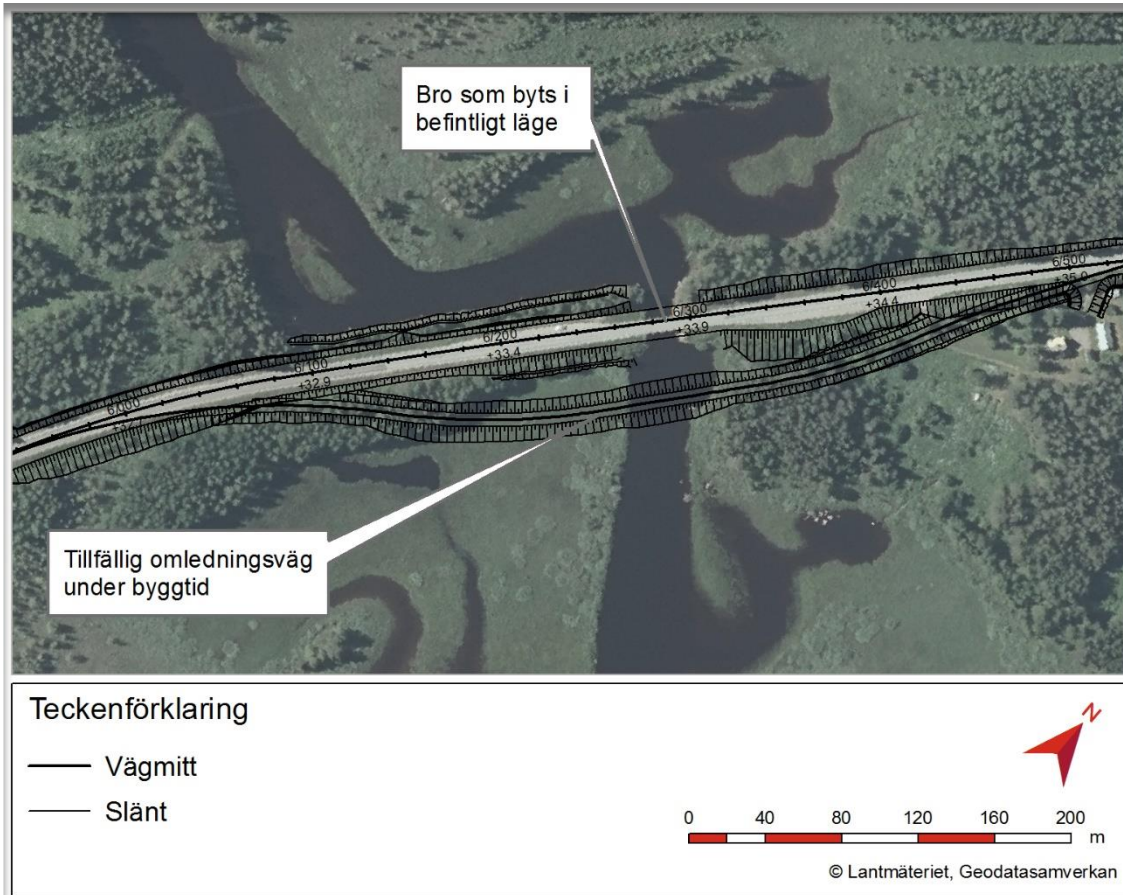 Bro som byts i
befintligt läge
6/500
+35.0
6/400
+34.4
6/300
+33.9
6/200
+33.4
6/100
+32.9
6/000
Tillfällig omledningsväg
under byggtid
Teckenförklaring
Vägmitt
Slänt
N
0 40 80 120 160 200
m
© Lantmäteriet, Geodatasamverkan